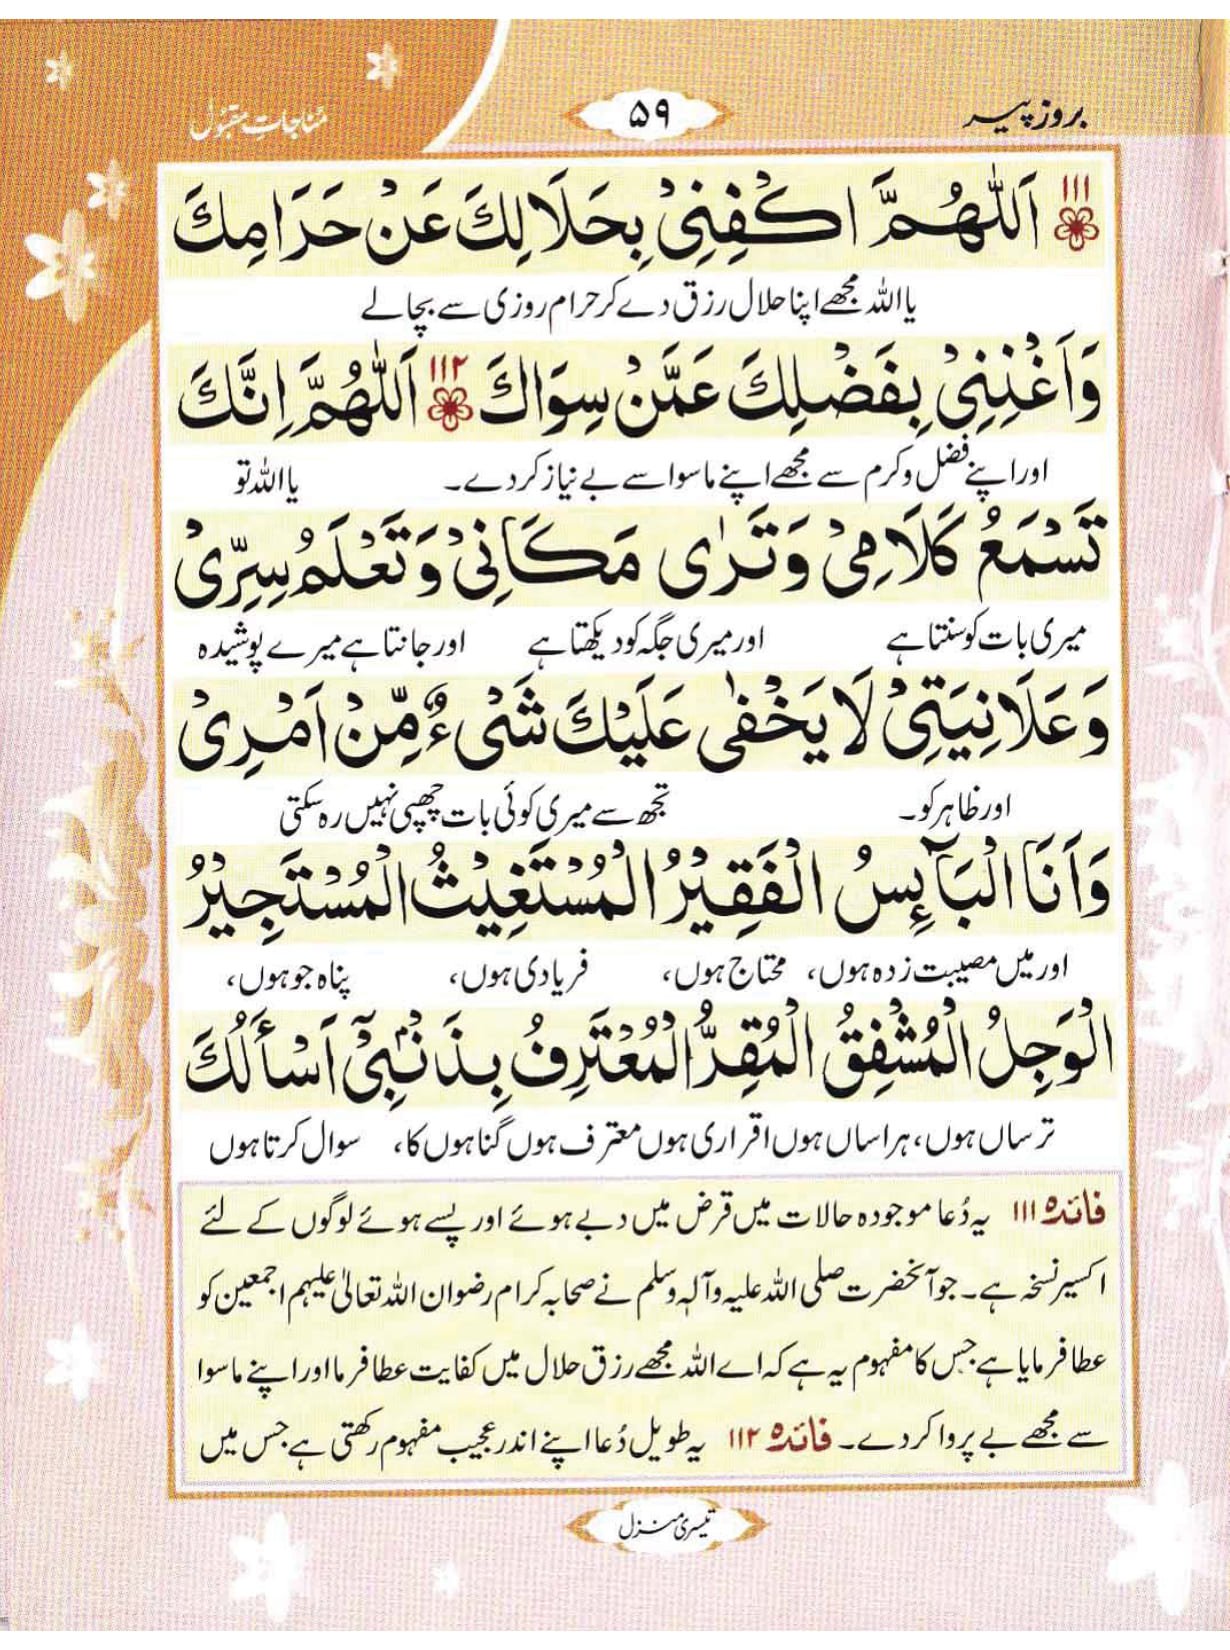 بروز پیر
۵۹
مُناجاتِ مقبُول
۱۱۱ اَللّٰهُمَّ اكْفِنِيْ بِحَلَالِكَ عَنْ حَرَامِكَ
یا اللہ مجھے اپنا حلال رزق دے کر حرام روزی سے بچالے
وَاَغْنِنِيْ بِفَضْلِكَ عَمَّنْ سِوَاكَ ۱۱۲ اَللّٰهُمَّ اِنَّكَ
اور اپنے فضل و کرم سے مجھے اپنے ماسوا سے بے نیاز کر دے۔ یا اللہ تو
تَسْمَعُ كَلَامِيْ وَتَرٰى مَكَانِيْ وَتَعْلَمُ سِرِّيْ
میری بات کو سنتا ہے اور میری جگہ کو دیکھتا ہے اور جانتا ہے میرے پوشیدہ
وَعَلَانِيَتِيْ لَا يَخْفٰى عَلَيْكَ شَيْءٌ مِّنْ اَمْرِيْ
اور ظاہر کو۔ تجھ سے میری کوئی بات چھپی نہیں رہ سکتی
وَاَنَا الْبَآئِسُ الْفَقِيْرُ الْمُسْتَغِيْثُ الْمُسْتَجِيْرُ
اور میں مصیبت زدہ ہوں، محتاج ہوں، فریادی ہوں، پناہ جو ہوں،
الْوَجِلُ الْمُشْفِقُ الْمُقِرُّ الْمُعْتَرِفُ بِذَنْۢبِيْٓ اَسْأَلُكَ
ترساں ہوں، ہراساں ہوں اقراری ہوں معترف ہوں گناہوں کا، سوال کرتا ہوں
فائدہ ۱۱۱ یہ دُعا موجودہ حالات میں قرض میں دبے ہوئے اور پسے ہوئے لوگوں کے لئے
اکسیر نسخہ ہے۔ جو آنحضرت صلی اللہ علیہ وآلہ وسلم نے صحابہ کرام رضوان اللہ تعالیٰ علیہم اجمعین کو
عطا فرمایا ہے جس کا مفہوم یہ ہے کہ اے اللہ مجھے رزق حلال میں کفایت عطا فرما اور اپنے ماسوا
سے مجھے بے پروا کر دے۔ فائدہ ۱۱۲ یہ طویل دُعا اپنے اندر عجیب مفہوم رکھتی ہے جس میں
تیسری منزل